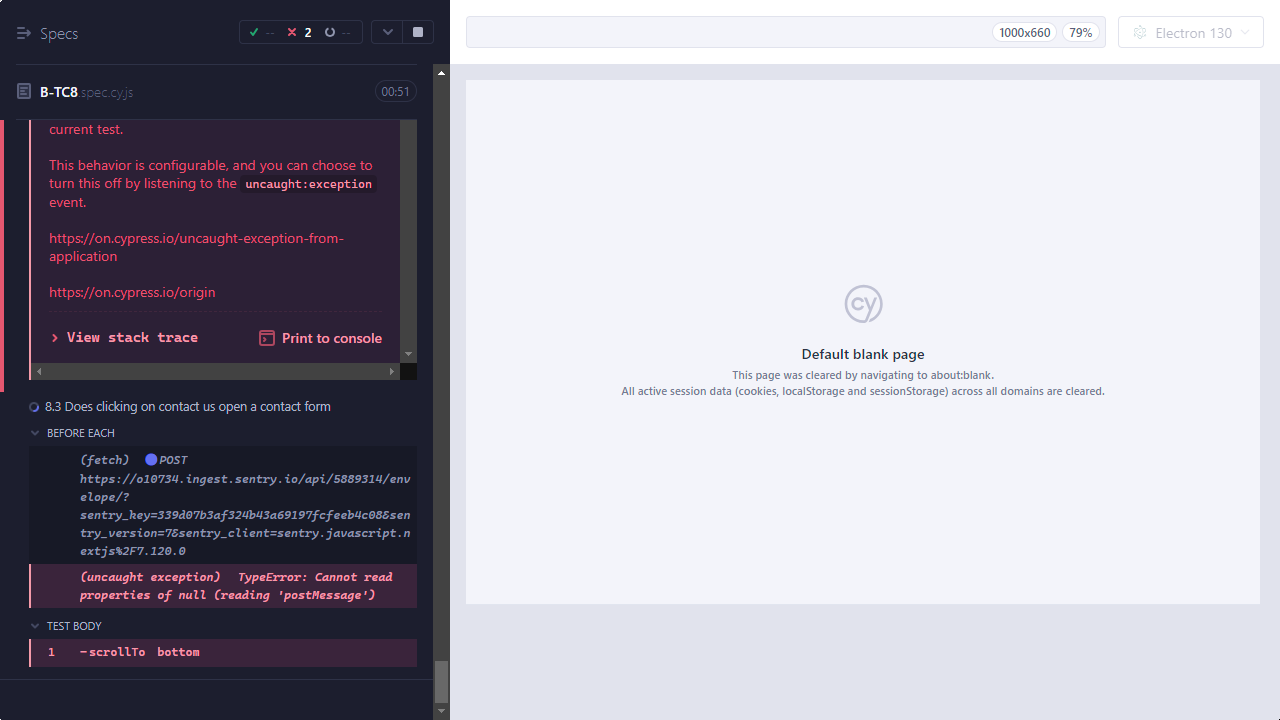 Specs
--
2
--
1000x660
79%
Electron 130
B-TC8.spec.cy.js
00:51
current test.
This behavior is configurable, and you can choose to
turn this off by listening to the uncaught:exception
event.
https://on.cypress.io/uncaught-exception-from-
application
https://on.cypress.io/origin
View stack trace
Print to console
8.3 Does clicking on contact us open a contact form
BEFORE EACH
(fetch) POST
https://o10734.ingest.sentry.io/api/5889314/env
elope/?
sentry_key=339d07b3af324b43a69197fcfeeb4c08&sen
try_version=7&sentry_client=sentry.javascript.n
extjs%2F7.120.0
(uncaught exception) TypeError: Cannot read
properties of null (reading 'postMessage')
TEST BODY
1 -scrollTo bottom
cy
Default blank page
This page was cleared by navigating to about:blank.
All active session data (cookies, localStorage and sessionStorage) across all domains are cleared.